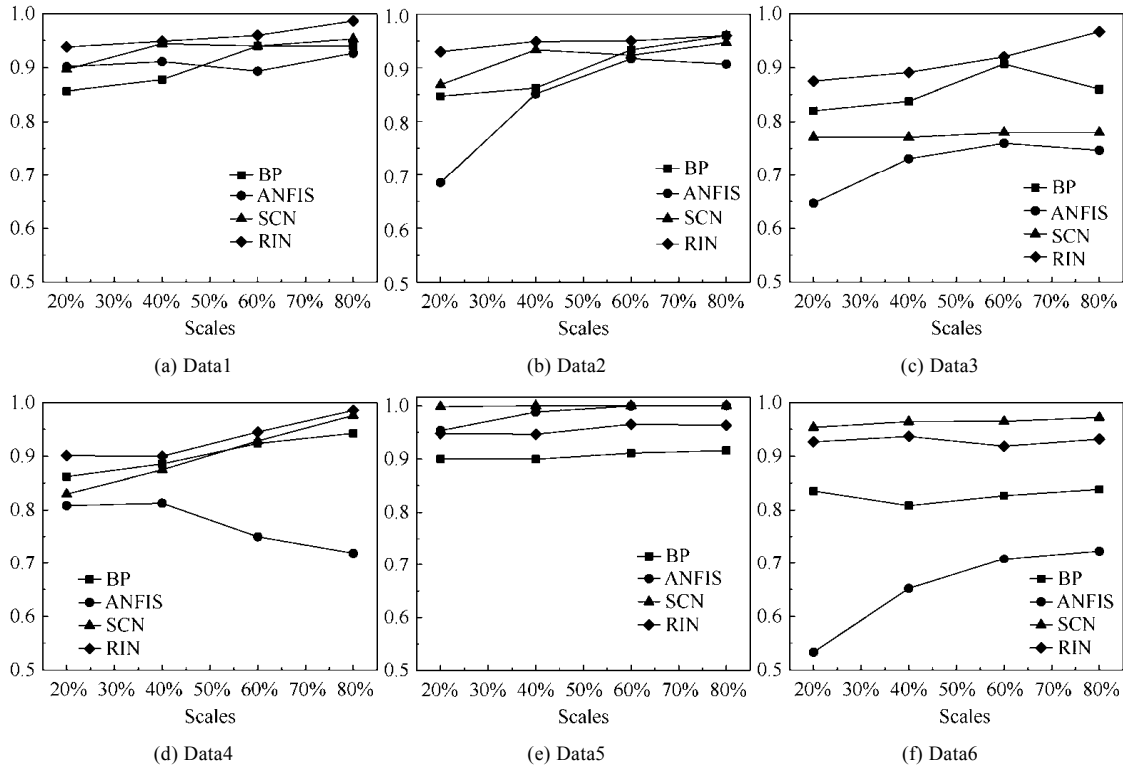 1.0
0.9
0.8
0.7
0.6
0.5
BP
ANFIS
SCN
RIN
20% 30% 40% 50% 60% 70% 80%
Scales
(a) Data1
1.0
0.9
0.8
0.7
0.6
0.5
BP
ANFIS
SCN
RIN
20% 30% 40% 50% 60% 70% 80%
Scales
(b) Data2
1.0
0.9
0.8
0.7
0.6
0.5
BP
ANFIS
SCN
RIN
20% 30% 40% 50% 60% 70% 80%
Scales
(c) Data3
1.0
0.9
0.8
0.7
0.6
0.5
BP
ANFIS
SCN
RIN
20% 30% 40% 50% 60% 70% 80%
Scales
(d) Data4
1.0
0.9
0.8
0.7
0.6
0.5
BP
ANFIS
SCN
RIN
20% 30% 40% 50% 60% 70% 80%
Scales
(e) Data5
1.0
0.9
0.8
0.7
0.6
0.5
BP
ANFIS
SCN
RIN
20% 30% 40% 50% 60% 70% 80%
Scales
(f) Data6